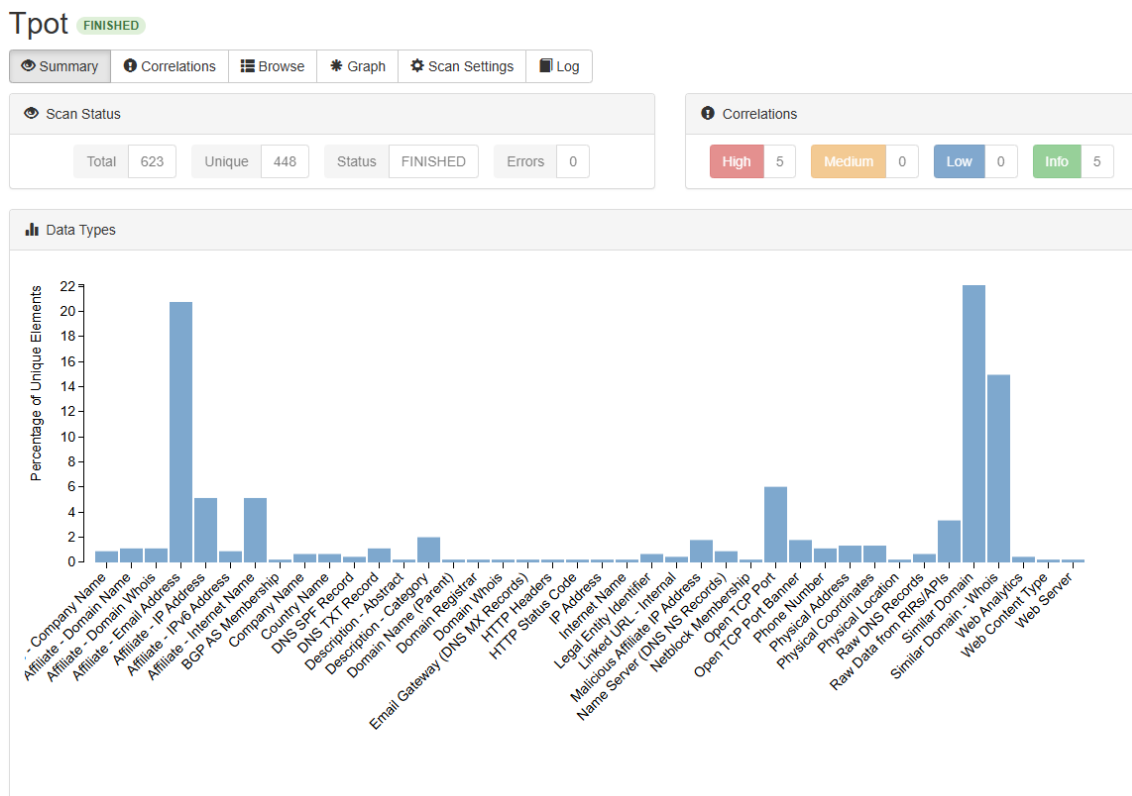 Tpot FINISHED
Summary Correlations Browse Graph Scan Settings Log
Scan Status
Total 623 Unique 448 Status FINISHED Errors 0
Correlations
High 5 Medium 0 Low 0 Info 5
Data Types
Percentage of Unique Elements
22
20
18
16
14
12
10
8
6
4
2
0
- Company Name
Affiliate - Domain Name
Affiliate - Domain Whois
Affiliate - Email Address
Affiliate - IP Address
Affiliate - IPv6 Address
Affiliate - Internet Name
BGP AS Membership
Company Name
Country Name
DNS SPF Record
DNS TXT Record
Description - Abstract
Description - Category
Domain Name (Parent)
Domain Registrar
Domain Whois
Email Gateway (DNS MX Records)
HTTP Headers
HTTP Status Code
IP Address
Internet Name
Legal Entity Identifier
Linked URL - Internal
Malicious Affiliate IP Address
Name Server (DNS NS Records)
Netblock Membership
Open TCP Port
Open TCP Port Banner
Phone Number
Physical Address
Physical Coordinates
Physical Location
Raw DNS Records
Raw Data from RIRs/APIs
Similar Domain
Similar Domain - Whois
Web Analytics
Web Content Type
Web Server